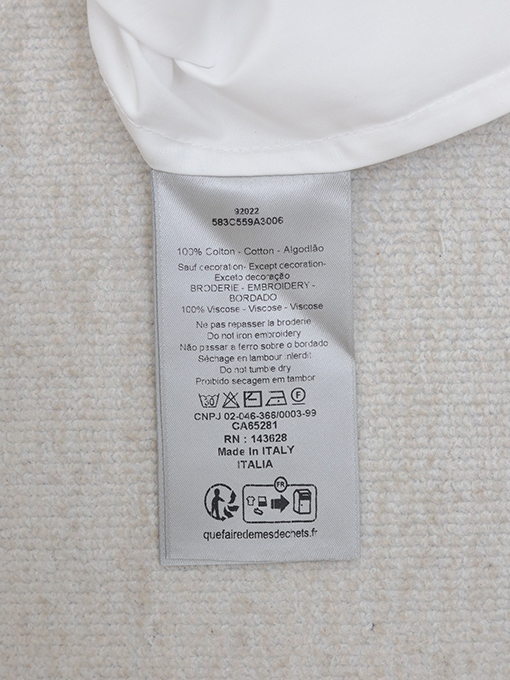 92022
583C559A3006
100% Cotton - Cotton - Algodão
Sauf decoration- Except decoration-
Exceto decoração
BRODERIE - EMBROIDERY -
BORDADO
100% Viscose - Viscose - Viscose
Ne pas repasser la broderie
Do not iron embroidery
Não passar a ferro sobre o bordado
Séchage en tambour interdit
Do not tumble dry
Proibido secagem em tambor
30 F
CNPJ 02-046-366/0003-99
CA65281
RN : 143628
Made In ITALY
ITALIA
FR
quefairedemesdechets.fr